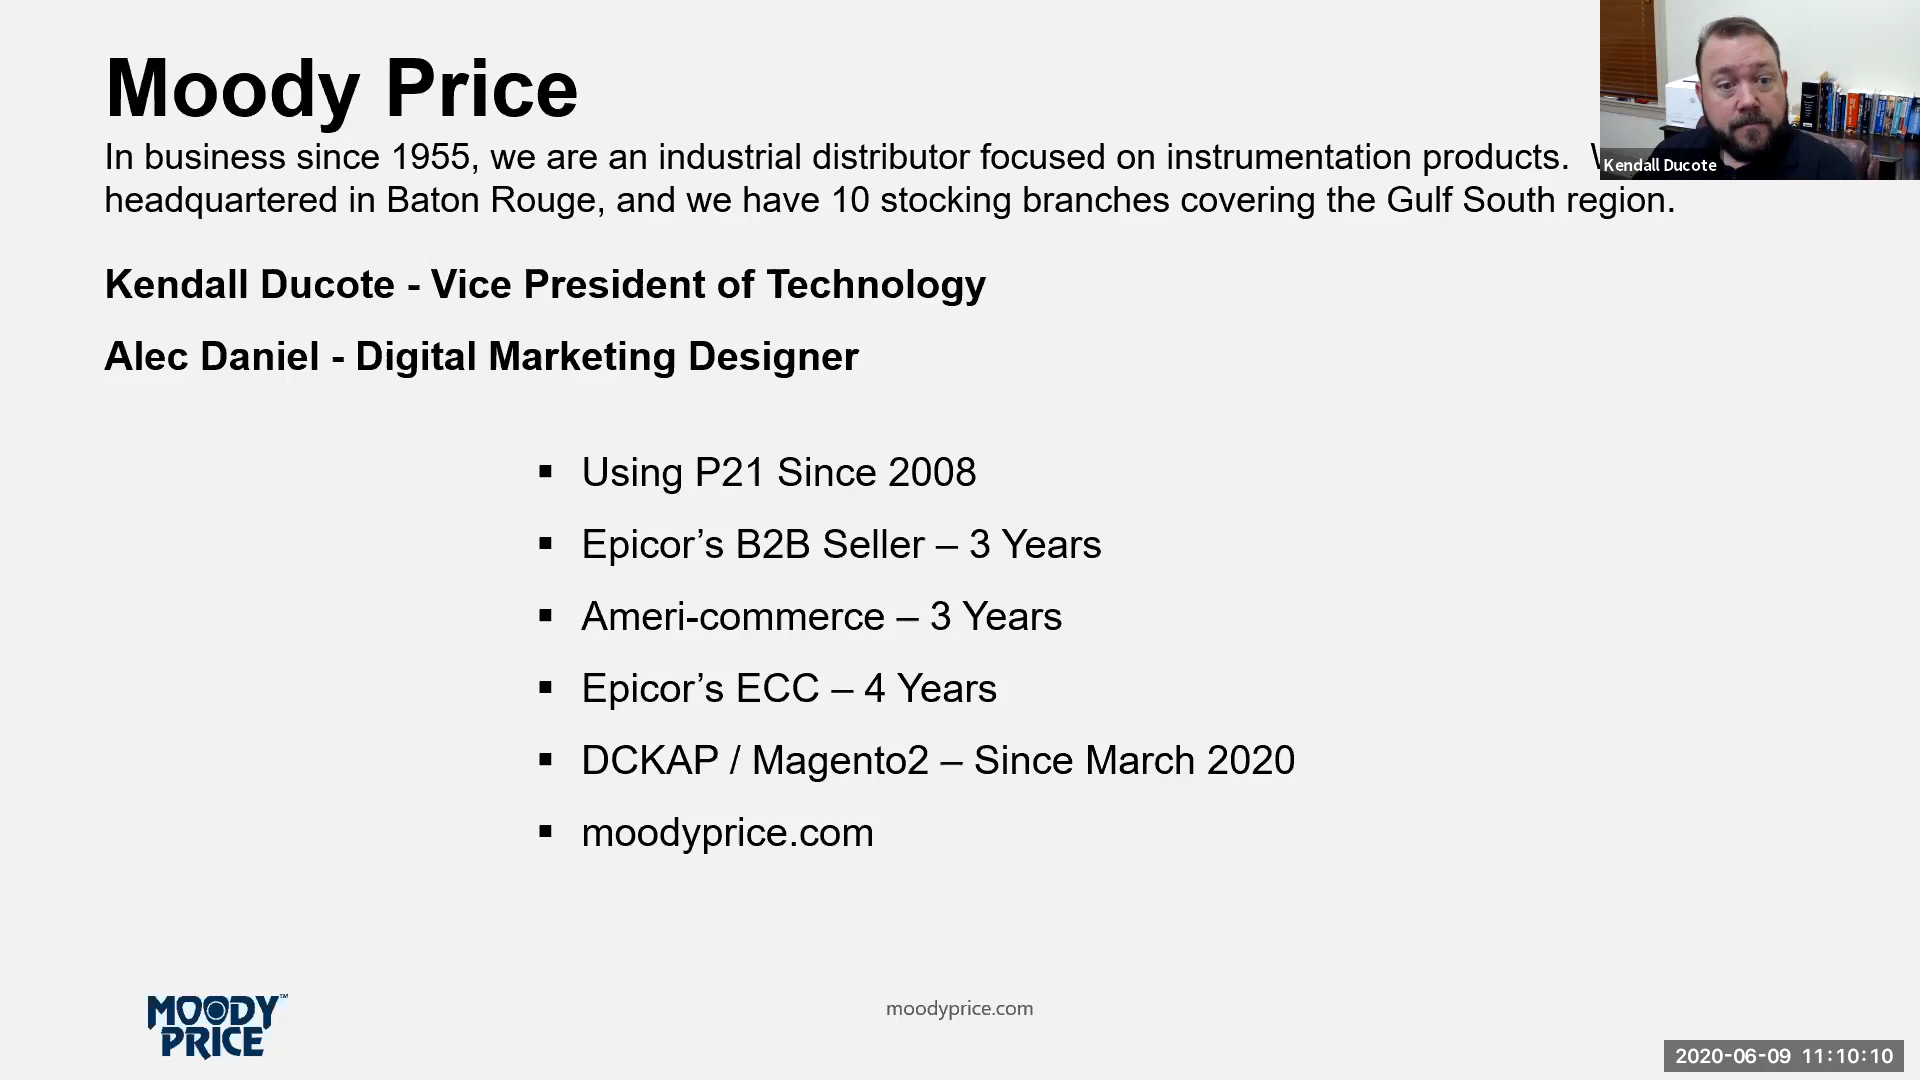 Moody Price
In business since 1955, we are an industrial distributor focused on instrumentation products.
headquartered in Baton Rouge, and we have 10 stocking branches covering the Gulf South region.
Kendall Ducote
Kendall Ducote - Vice President of Technology
Alec Daniel - Digital Marketing Designer
▪ Using P21 Since 2008
▪ Epicor’s B2B Seller – 3 Years
▪ Ameri-commerce – 3 Years
▪ Epicor’s ECC – 4 Years
▪ DCKAP / Magento2 – Since March 2020
▪ moodyprice.com
MOODY™
PRICE
moodyprice.com
2020-06-09 11:10:10